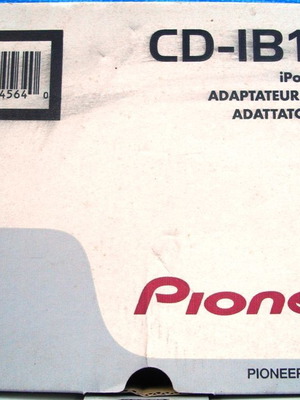 4564 0
CD-IB1
iPo
ADAPTATEUR
ADATTATO
Pione
PIONEER